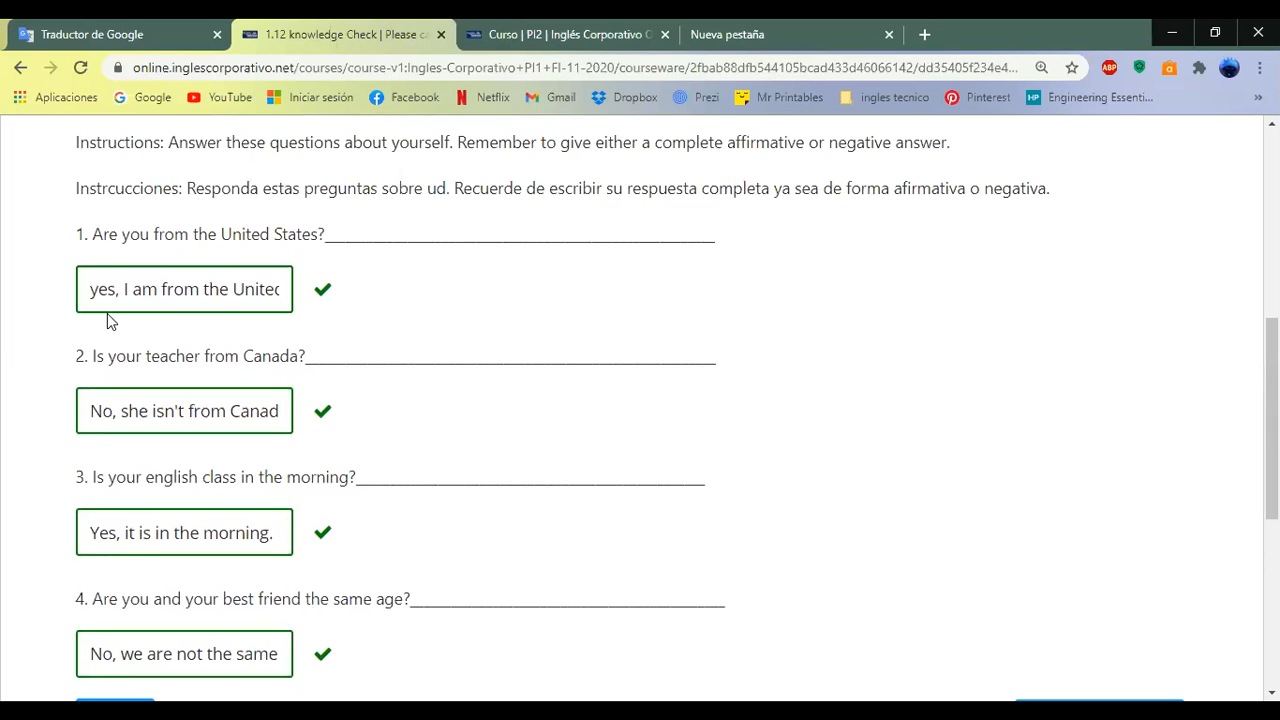 Traductor de Google
1.12 knowledge Check | Please ca
Curso | PI2 | Inglés Corporativo C
Nueva pestaña
online.inglescorporativo.net/courses/course-v1:Ingles-Corporativo+PI1+FI-11-2020/courseware/2fbab88dfb544105bcad433d46066142/dd35405f234e4...
ABP
Aplicaciones
Google
YouTube
Iniciar sesión
Facebook
Netflix
Gmail
Dropbox
Prezi
Mr Printables
ingles tecnico
Pinterest
HP
Engineering Essenti...
»
Instructions: Answer these questions about yourself. Remember to give either a complete affirmative or negative answer.
Instrcucciones: Responda estas preguntas sobre ud. Recuerde de escribir su respuesta completa ya sea de forma afirmativa o negativa.
1. Are you from the United States?
yes, I am from the United
2. Is your teacher from Canada?
No, she isn't from Canad
3. Is your english class in the morning?
Yes, it is in the morning.
4. Are you and your best friend the same age?
No, we are not the same